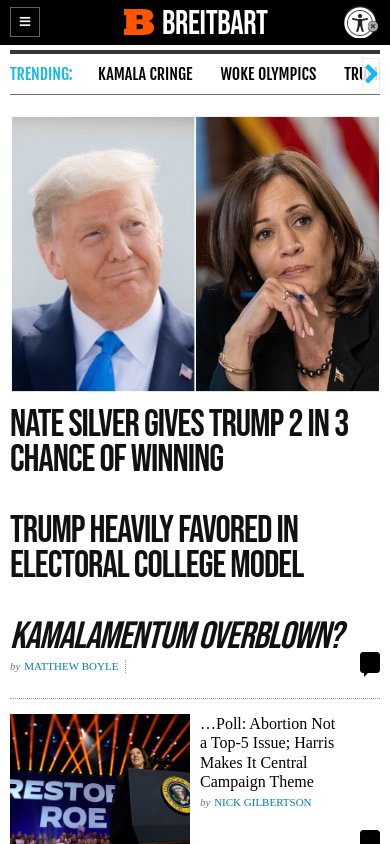 BREITBART
TRENDING: KAMALA CRINGE WOKE OLYMPICS
NATE SILVER GIVES TRUMP 2 IN 3
CHANCE OF WINNING
TRUMP HEAVILY FAVORED IN
ELECTORAL COLLEGE MODEL
KAMALAMENTUM OVERBLOWN?
by MATTHEW BOYLE
RESTORE
ROE
…Poll: Abortion Not
a Top-5 Issue; Harris
Makes It Central
Campaign Theme
by NICK GILBERTSON